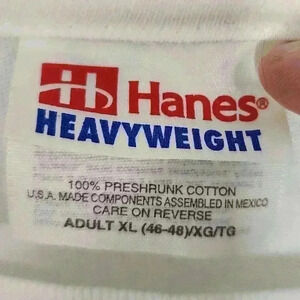 Hanes®
HEAVYWEIGHT
100% PRESHRUNK COTTON
U.S.A. MADE COMPONENTS ASSEMBLED IN MEXICO
CARE ON REVERSE
ADULT XL (46-48)/XG/TG